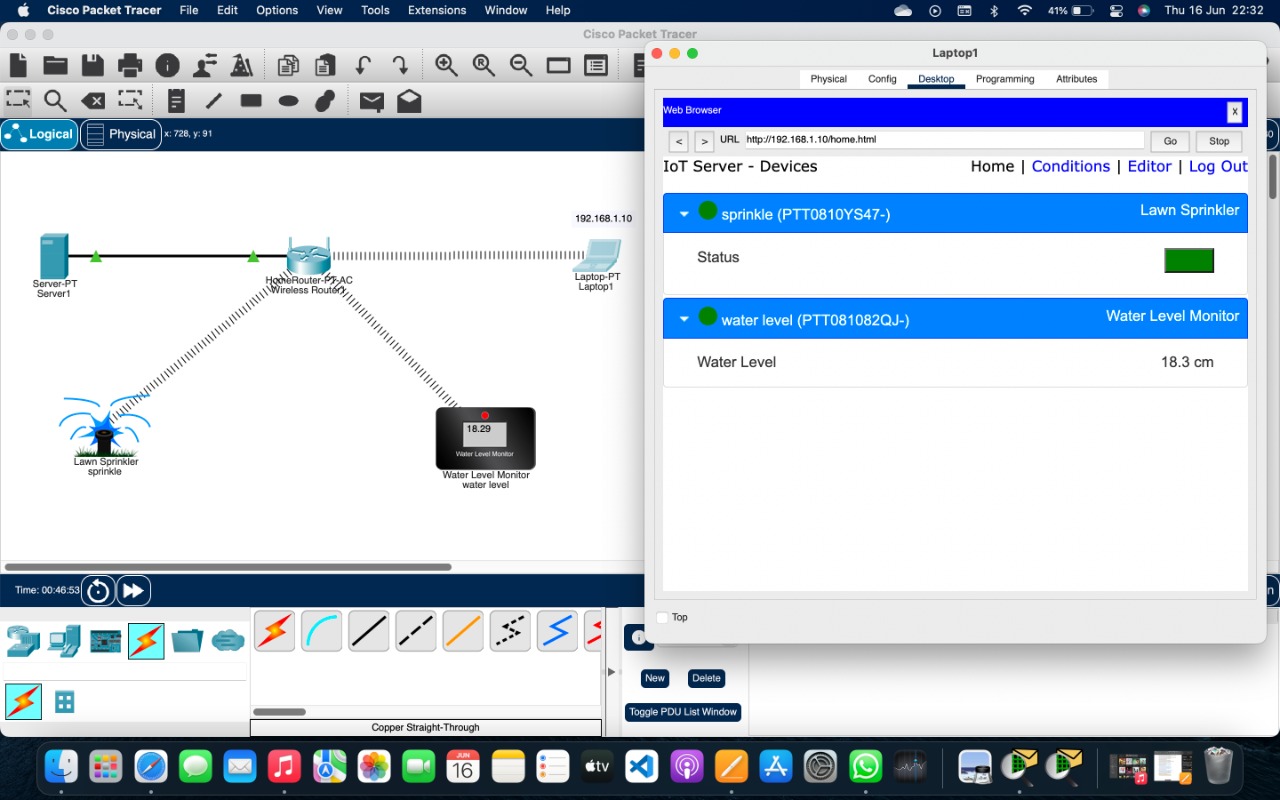 Cisco Packet Tracer File Edit Options View Tools Extensions Window Help 41% Thu 16 Jun 22:32
Cisco Packet Tracer
Logical Physical x: 728, y: 91
192.168.1.10
Server-PT
Server1
HomeRouter-PT-AC
Wireless Router1
Laptop-PT
Laptop1
Lawn Sprinkler
sprinkle
18.29
Water Level Monitor
Water Level Monitor
water level
Time: 00:46:53
Copper Straight-Through
New Delete
Toggle PDU List Window
Laptop1
Physical Config Desktop Programming Attributes
Web Browser X
< > URL http://192.168.1.10/home.html Go Stop
IoT Server - Devices Home | Conditions | Editor | Log Out
sprinkle (PTT0810YS47-) Lawn Sprinkler
Status
water level (PTT081082QJ-) Water Level Monitor
Water Level 18.3 cm
Top
JUN
16
tv